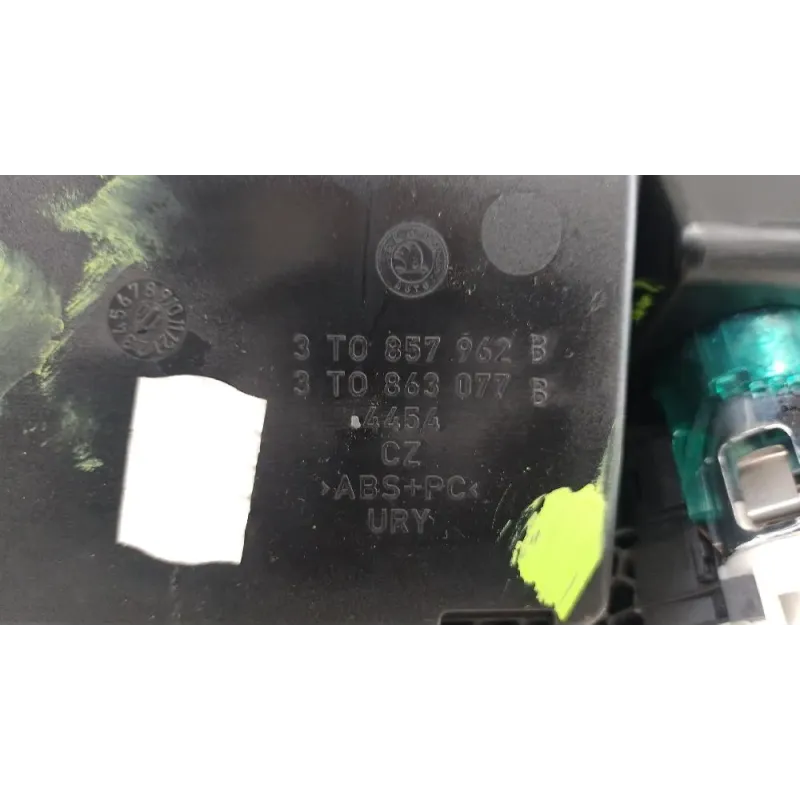 3 T0 857 962 B
3 T0 863 077 B
4454
CZ
>ABS+PC<
URY